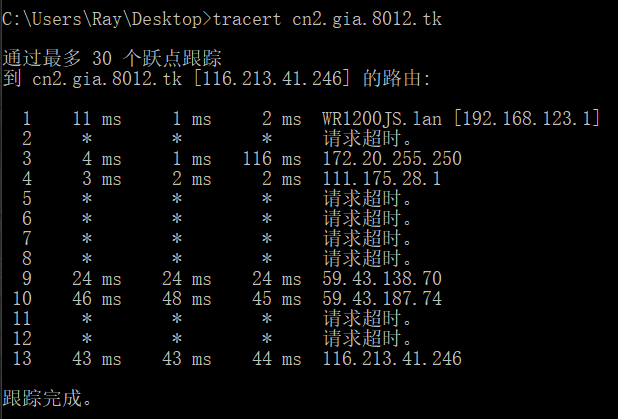 C:\Users\Ray\Desktop>tracert cn2.gia.8012.tk
通过最多 30 个跃点跟踪
到 cn2.gia.8012.tk [116.213.41.246] 的路由:
1 11 ms 1 ms 2 ms WR1200JS.lan [192.168.123.1]
2 * * * 请求超时。
3 4 ms 1 ms 116 ms 172.20.255.250
4 3 ms 2 ms 2 ms 111.175.28.1
5 * * * 请求超时。
6 * * * 请求超时。
7 * * * 请求超时。
8 * * * 请求超时。
9 24 ms 24 ms 24 ms 59.43.138.70
10 46 ms 48 ms 45 ms 59.43.187.74
11 * * * 请求超时。
12 * * * 请求超时。
13 43 ms 43 ms 44 ms 116.213.41.246
跟踪完成。